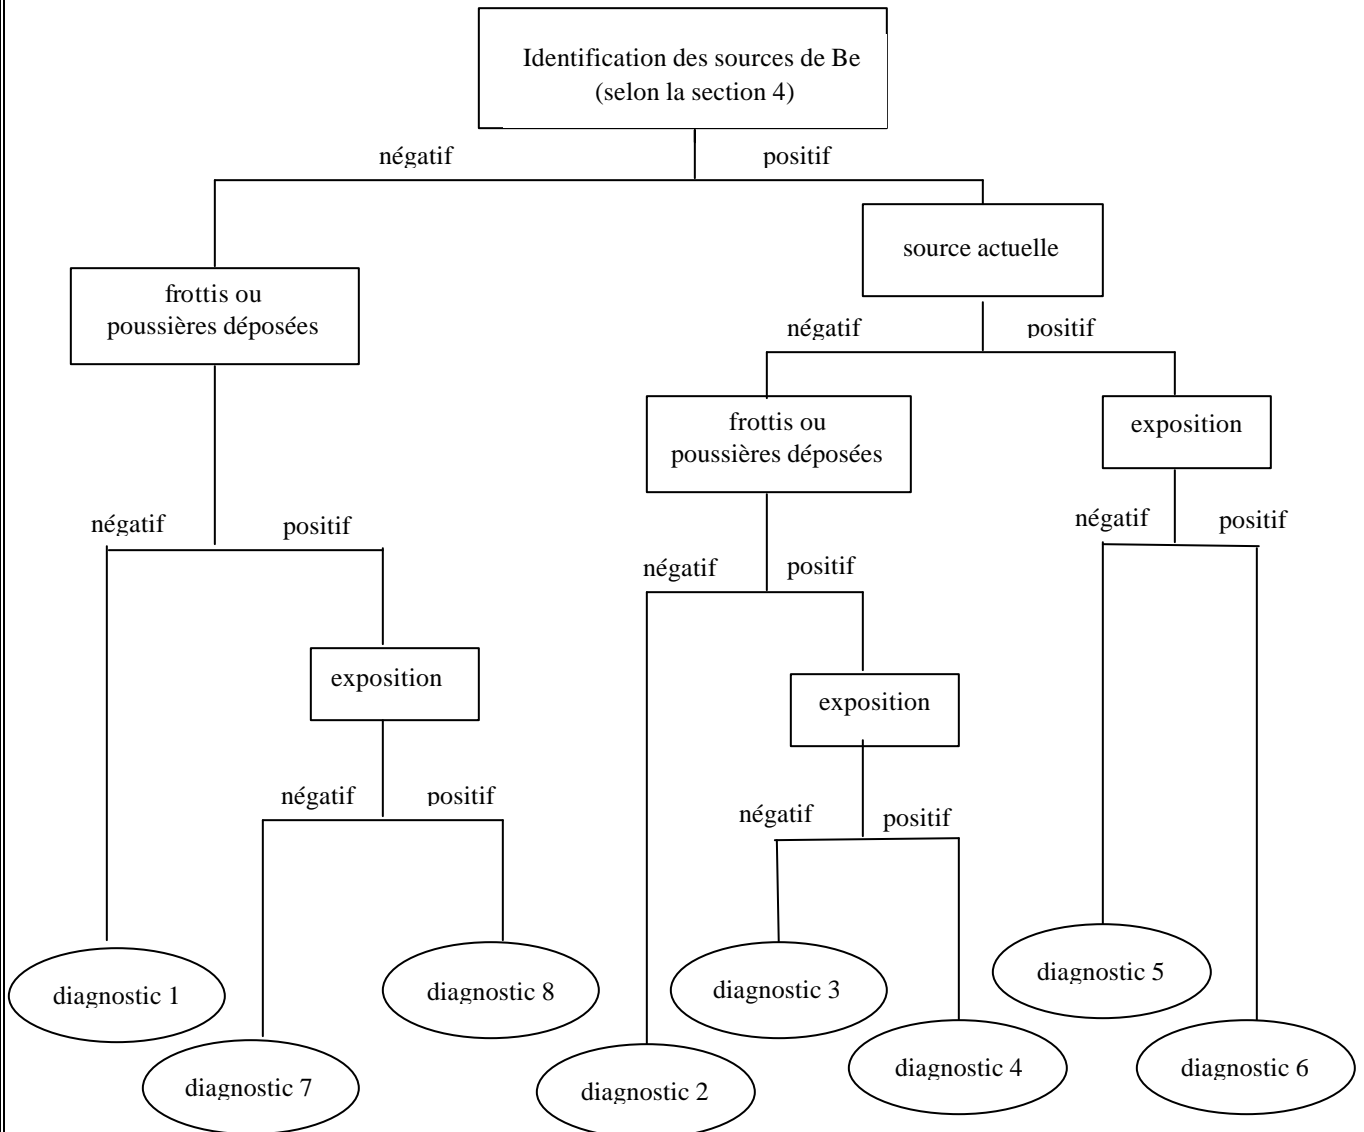 Identification des sources de Be
(selon la section 4)
négatif
positif
source actuelle
frottis ou
poussières déposées
négatif
positif
frottis ou
poussières déposées
exposition
négatif
positif
négatif
positif
négatif
positif
exposition
exposition
négatif
positif
négatif
positif
diagnostic 1
diagnostic 8
diagnostic 3
diagnostic 5
diagnostic 7
diagnostic 2
diagnostic 4
diagnostic 6